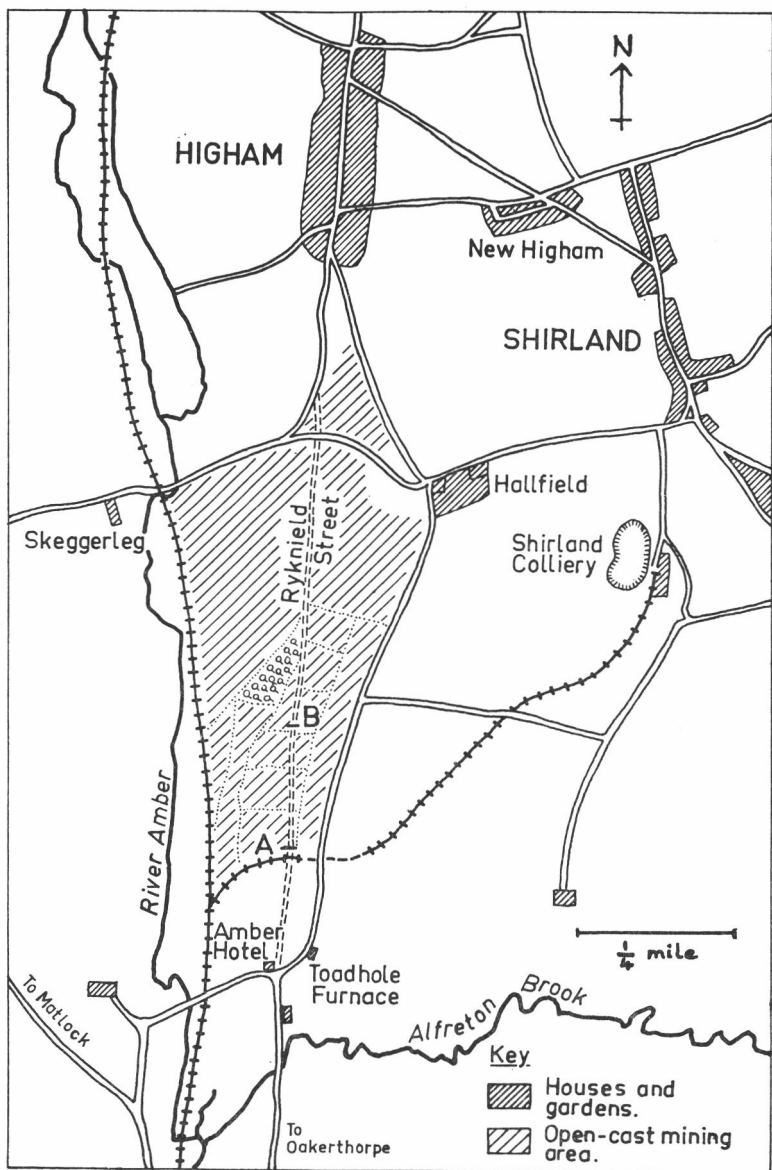 N
HIGHAM
New Higham
SHIRLAND
Hallfield
Skeggerleg
Ryknield
Street
Shirland
Colliery
B
A
River Amber
Amber
Hotel
Toadhole
Furnace
1/4 mile
To Matlock
Alfreton Brook
To
Oakerthorpe
Key
Houses and
gardens.
Open-cast mining
area.